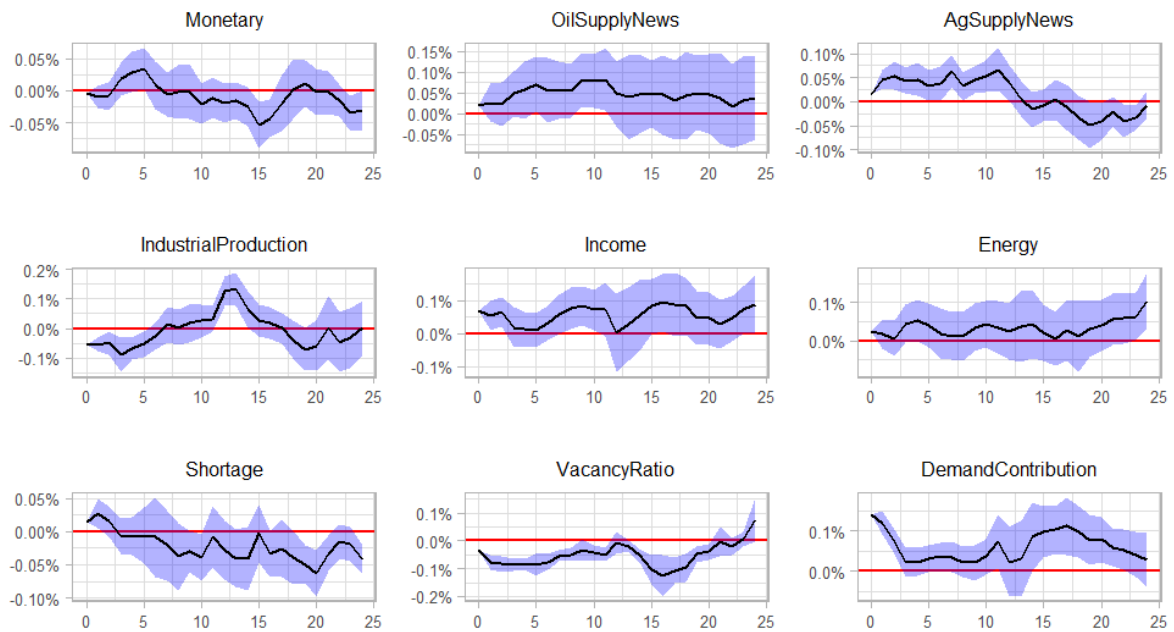 Monetary OilSupplyNews AgSupplyNews
0.05% 0.00% -0.05%
0 5 10 15 20 25
0.15% 0.10% 0.05% 0.00% 0.05%
0 5 10 15 20 25
0.10% 0.05% 0.00% -0.05% -0.10%
0 5 10 15 20 25
IndustrialProduction Income Energy
0.2% 0.1% 0.0% -0.1%
0 5 10 15 20 25
0.1% 0.0% -0.1%
0 5 10 15 20 25
0.1% 0.0%
0 5 10 15 20 25
Shortage VacancyRatio DemandContribution
0.05% 0.00% -0.05% -0.10%
0 5 10 15 20 25
0.1% 0.0% -0.1% -0.2%
0 5 10 15 20 25
0.1% 0.0%
0 5 10 15 20 25